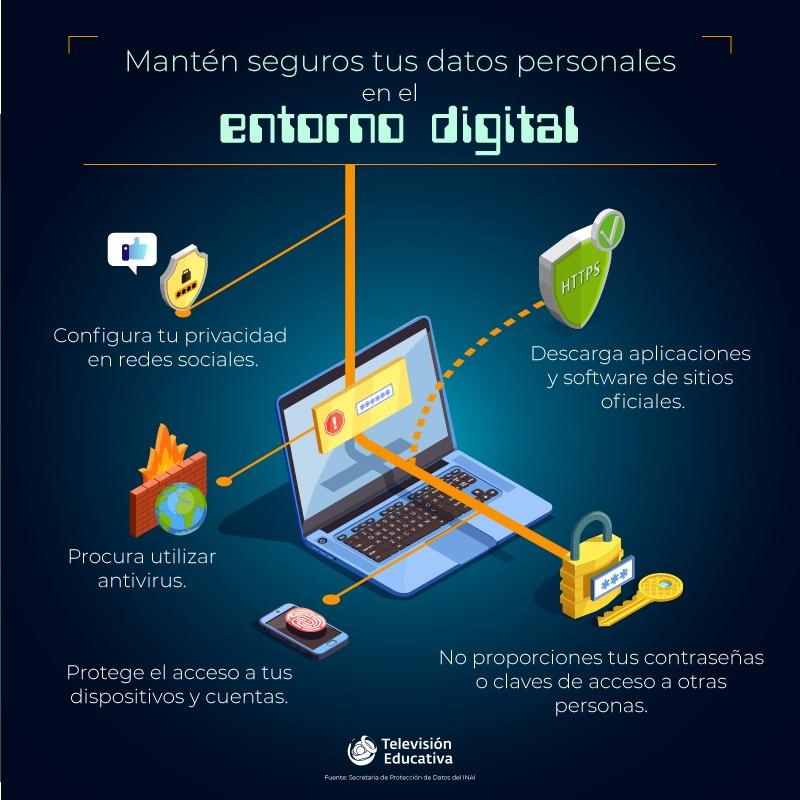 Mantén seguros tus datos personales
en el
entorno digital
HTTPS
Configura tu privacidad
en redes sociales.
Descarga aplicaciones
y software de sitios
oficiales.
!
******
Procura utilizar
antivirus.
***
No proporciones tus contraseñas
o claves de acceso a otras
personas.
Protege el acceso a tus
dispositivos y cuentas.
Televisión
Educativa
Fuente: Secretaría de Protección de Datos del INAI